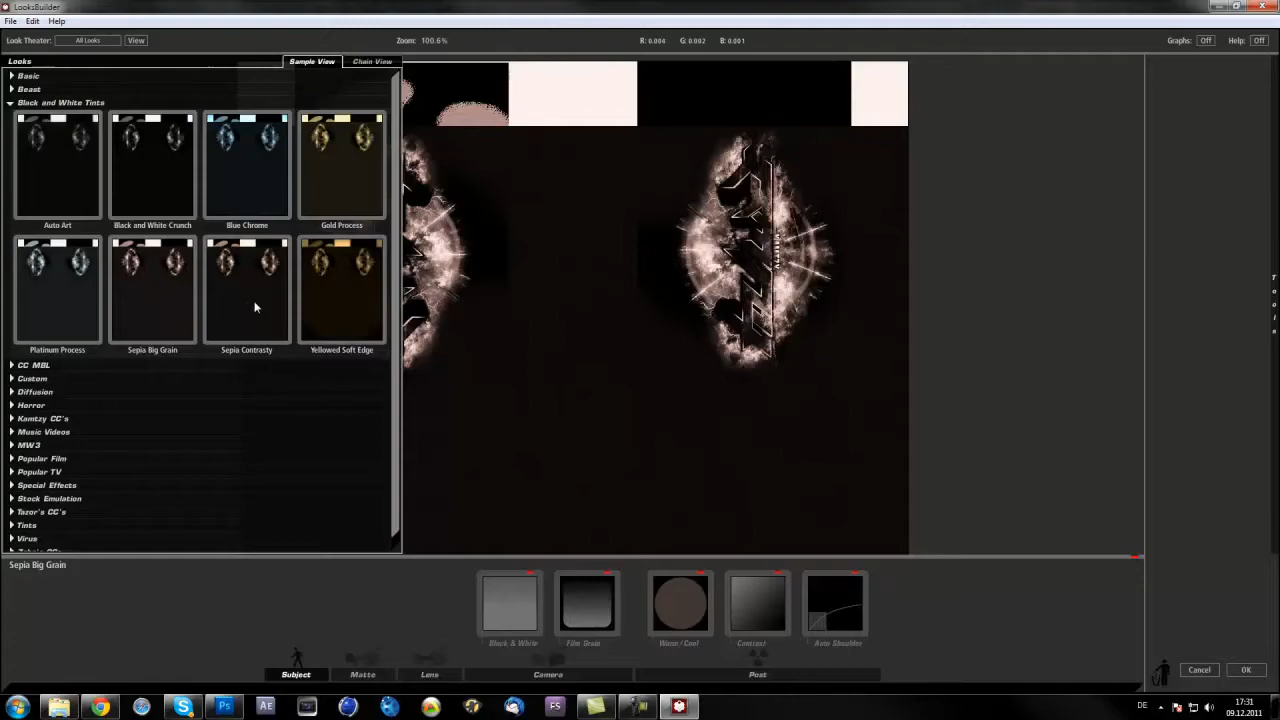 LooksBuilder
File Edit Help
Look Theater: All Looks View Zoom: 100.6% R: 0.004 G: 0.002 B: 0.001 Graphs: Off Help: Off
Looks Sample View Chain View
Basic
Beast
Black and White Tints
Auto Art Black and White Crunch Blue Chrome Gold Process
Platinum Process Sepia Big Grain Sepia Contrasty Yellowed Soft Edge
CC MBL
Custom
Diffusion
Horror
Kamtzy CC's
Music Videos
MW3
Popular Film
Popular TV
Special Effects
Stock Emulation
Tazor's CC's
Tints
Virus
Tools
Sepia Big Grain
Black & White Film Grain Warm/Cool Contrast Auto Shoulder
Subject Matte Lens Camera Post
Cancel OK
DE 17:31
09.12.2011